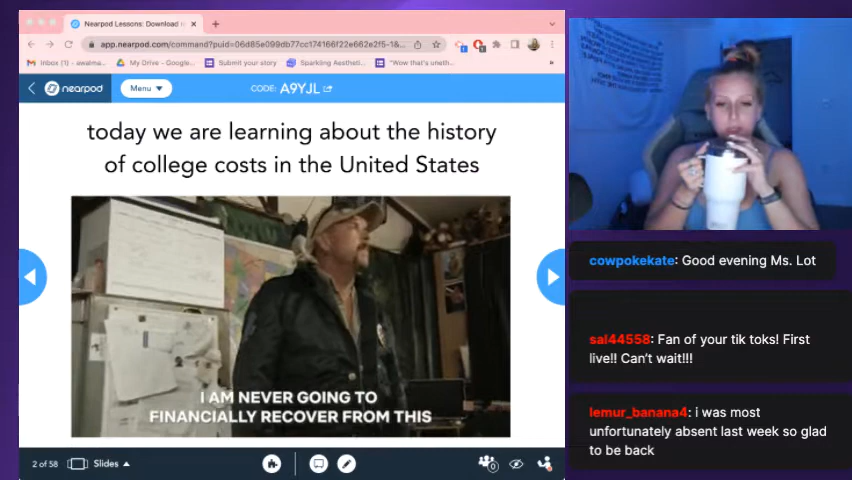 Nearpod Lessons: Download r
app.nearpod.com/command?puid=06d85e099db77cc174166f22e662e2f5-1&...
Inbox (1) - awalma...
My Drive - Google...
Submit your story
Sparkling Aestheti...
"Wow that's uneth...
nearpod
Menu
CODE: A9YJL
today we are learning about the history
of college costs in the United States
I AM NEVER GOING TO
FINANCIALLY RECOVER FROM THIS
2 of 58
Slides
0
cowpokekate: Good evening Ms. Lot
sal44558: Fan of your tik toks! First
live!! Can't wait!!!
lemur_banana4: i was most
unfortunately absent last week so glad
to be back